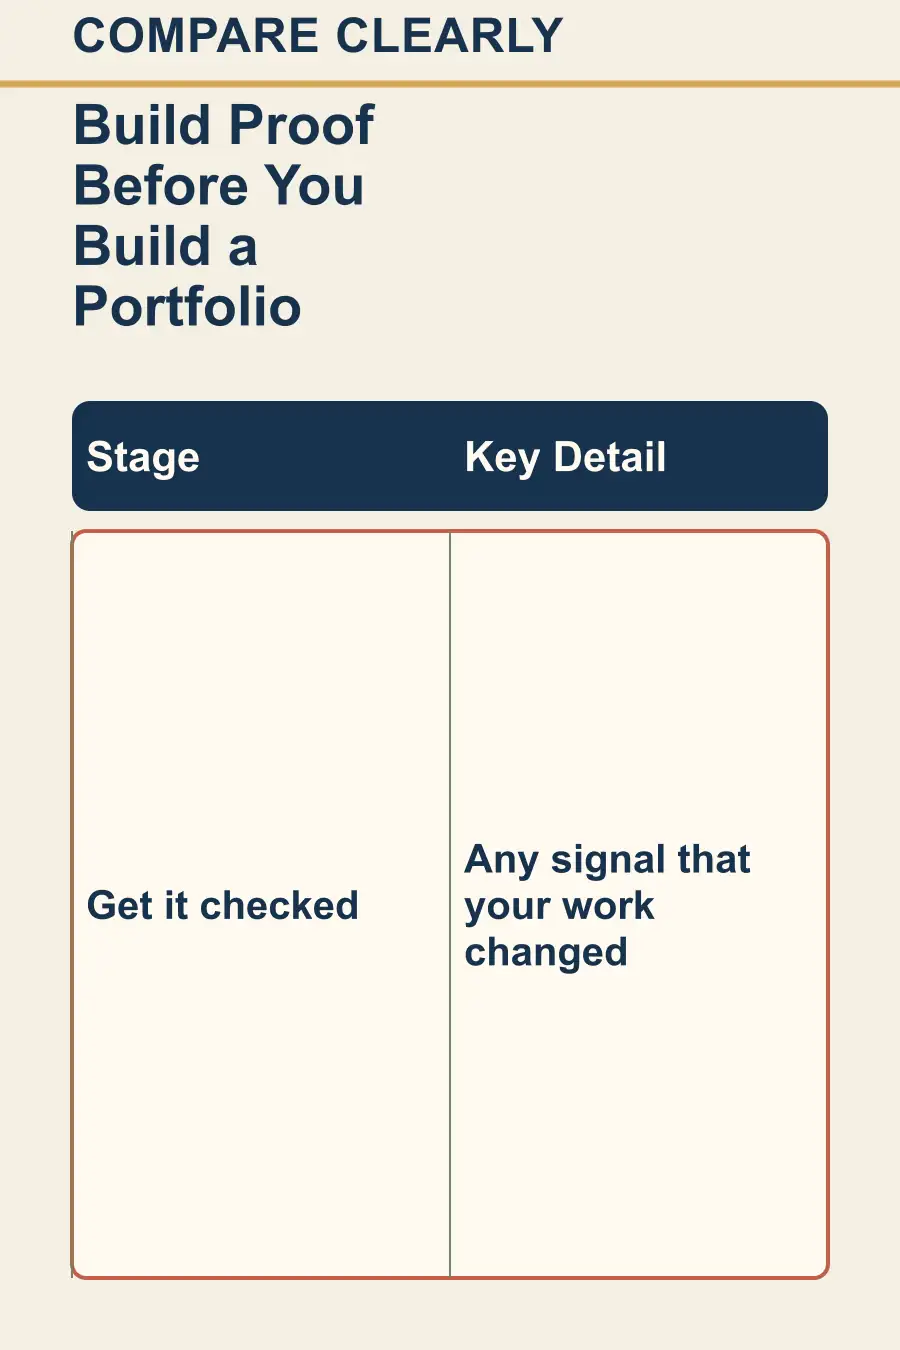 COMPARE CLEARLY
Build Proof
Before You
Build a
Portfolio
Stage
Key Detail
Get it checked
Any signal that
your work
changed